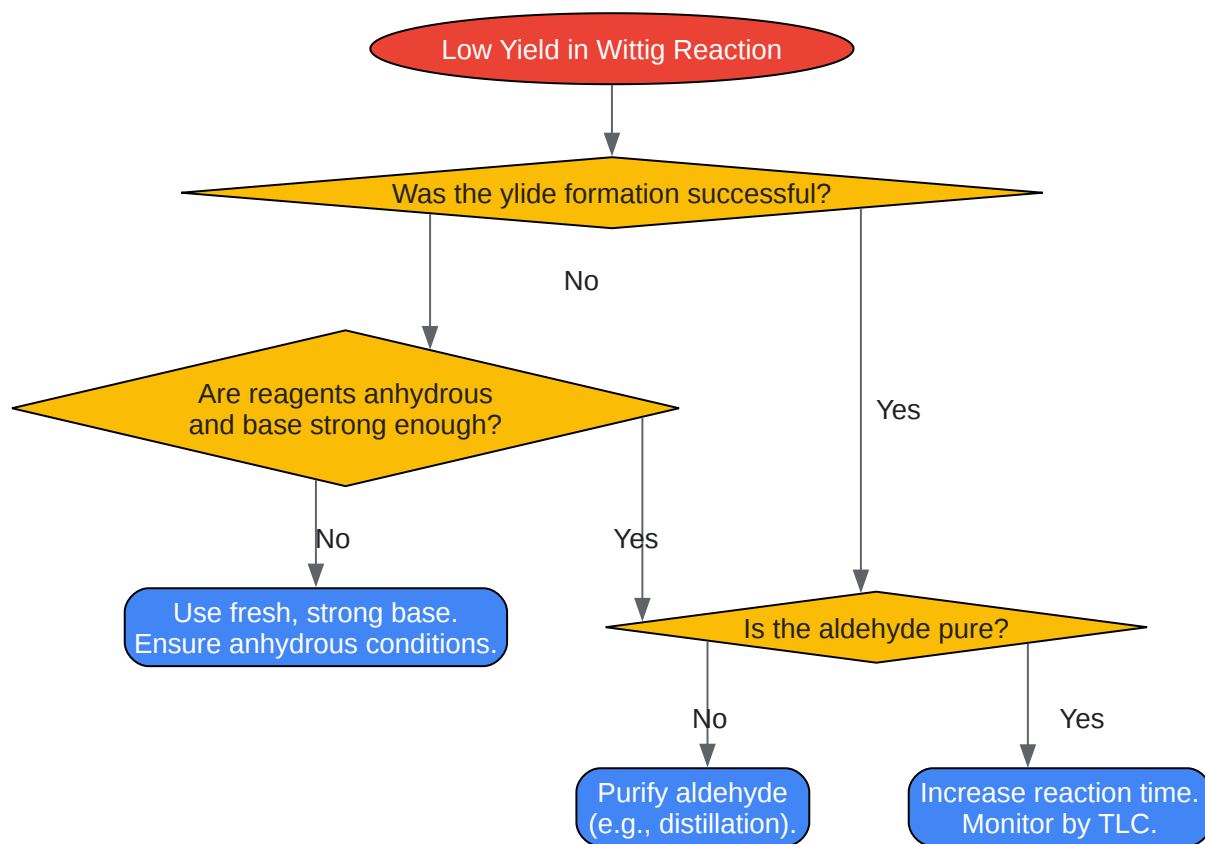 Low Yield in Wittig Reaction
Was the ylide formation successful?
No
Are reagents anhydrous
and base strong enough?
Yes
No
Yes
Use fresh, strong base.
Ensure anhydrous conditions.
Is the aldehyde pure?
No
Yes
Purify aldehyde
(e.g., distillation).
Increase reaction time.
Monitor by TLC.